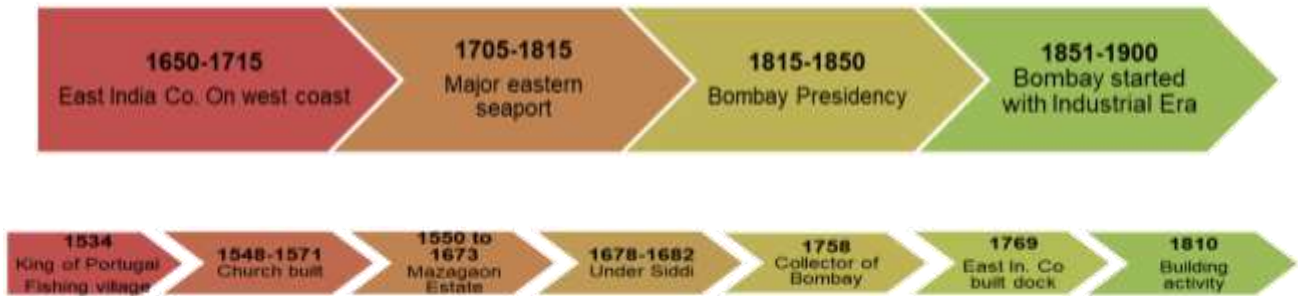 1650-1715
East India Co. On west coast
1705-1815
Major eastern
seaport
1815-1850
Bombay Presidency
1851-1900
Bombay started
with Industrial Era
1534
King of Portugal
Fishing village
1548-1571
Church built
1550 to
1673
Mazagaon
Estate
1678-1682
Under Siddi
1758
Collector of
Bombay
1769
East In. Co
built dock
1810
Building
activity